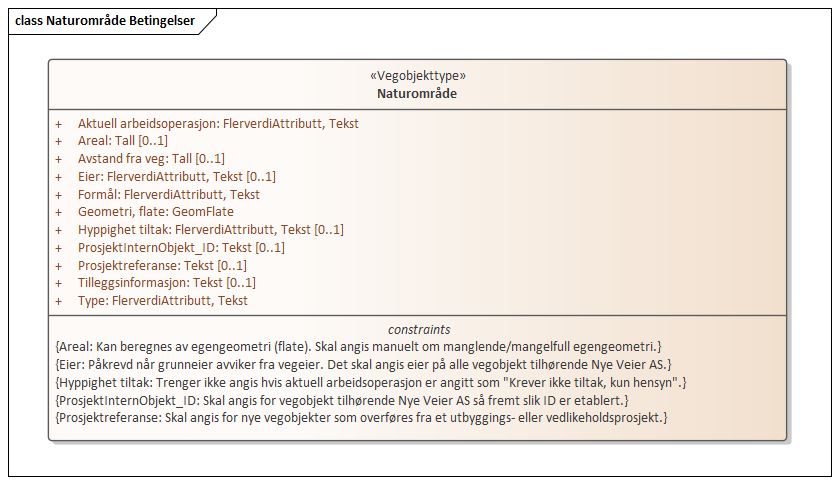 class Naturområde Betingelser
«Vegobjekttype»
Naturområde
+ Aktuell arbeidsoperasjon: FlerverdiAttributt, Tekst
+ Areal: Tall [0..1]
+ Avstand fra veg: Tall [0..1]
+ Eier: FlerverdiAttributt, Tekst [0..1]
+ Formål: FlerverdiAttributt, Tekst
+ Geometri, flate: GeomFlate
+ Hyppighet tiltak: FlerverdiAttributt, Tekst [0..1]
+ ProsjektInternObjekt_ID: Tekst [0..1]
+ Prosjektreferanse: Tekst [0..1]
+ Tilleggsinformasjon: Tekst [0..1]
+ Type: FlerverdiAttributt, Tekst
constraints
{Areal: Kan beregnes av egengeometri (flate). Skal angis manuelt om manglende/mangelfull egengeometri.}
{Eier: Påkrevd når grunneier avviker fra vegeier. Det skal angis eier på alle vegobjekt tilhørende Nye Veier AS.}
{Hyppighet tiltak: Trenger ikke angis hvis aktuell arbeidsoperasjon er angitt som "Krever ikke tiltak, kun hensyn".}
{ProsjektInternObjekt_ID: Skal angis for vegobjekt tilhørende Nye Veier AS så fremt slik ID er etablert.}
{Prosjektreferanse: Skal angis for nye vegobjekter som overføres fra et utbyggings- eller vedlikeholdsprosjekt.}